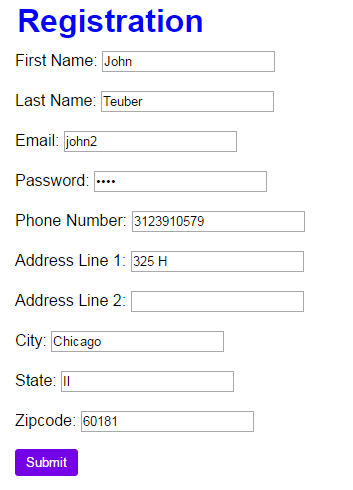 Registration
First Name: John
Last Name: Teuber
Email: john2
Password: ••••
Phone Number: 3123910579
Address Line 1: 325 H
Address Line 2:
City: Chicago
State: Il
Zipcode: 60181
Submit